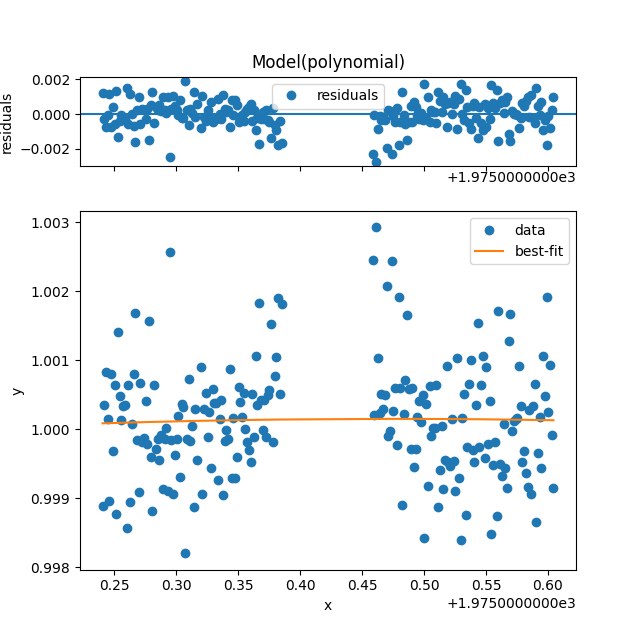 Model(polynomial)
0.002
0.000
−0.002
residuals
residuals
+1.9750000000e3
1.003
1.002
1.001
1.000
0.999
0.998
y
data
best-fit
0.25 0.30 0.35 0.40 0.45 0.50 0.55 0.60
x
+1.9750000000e3